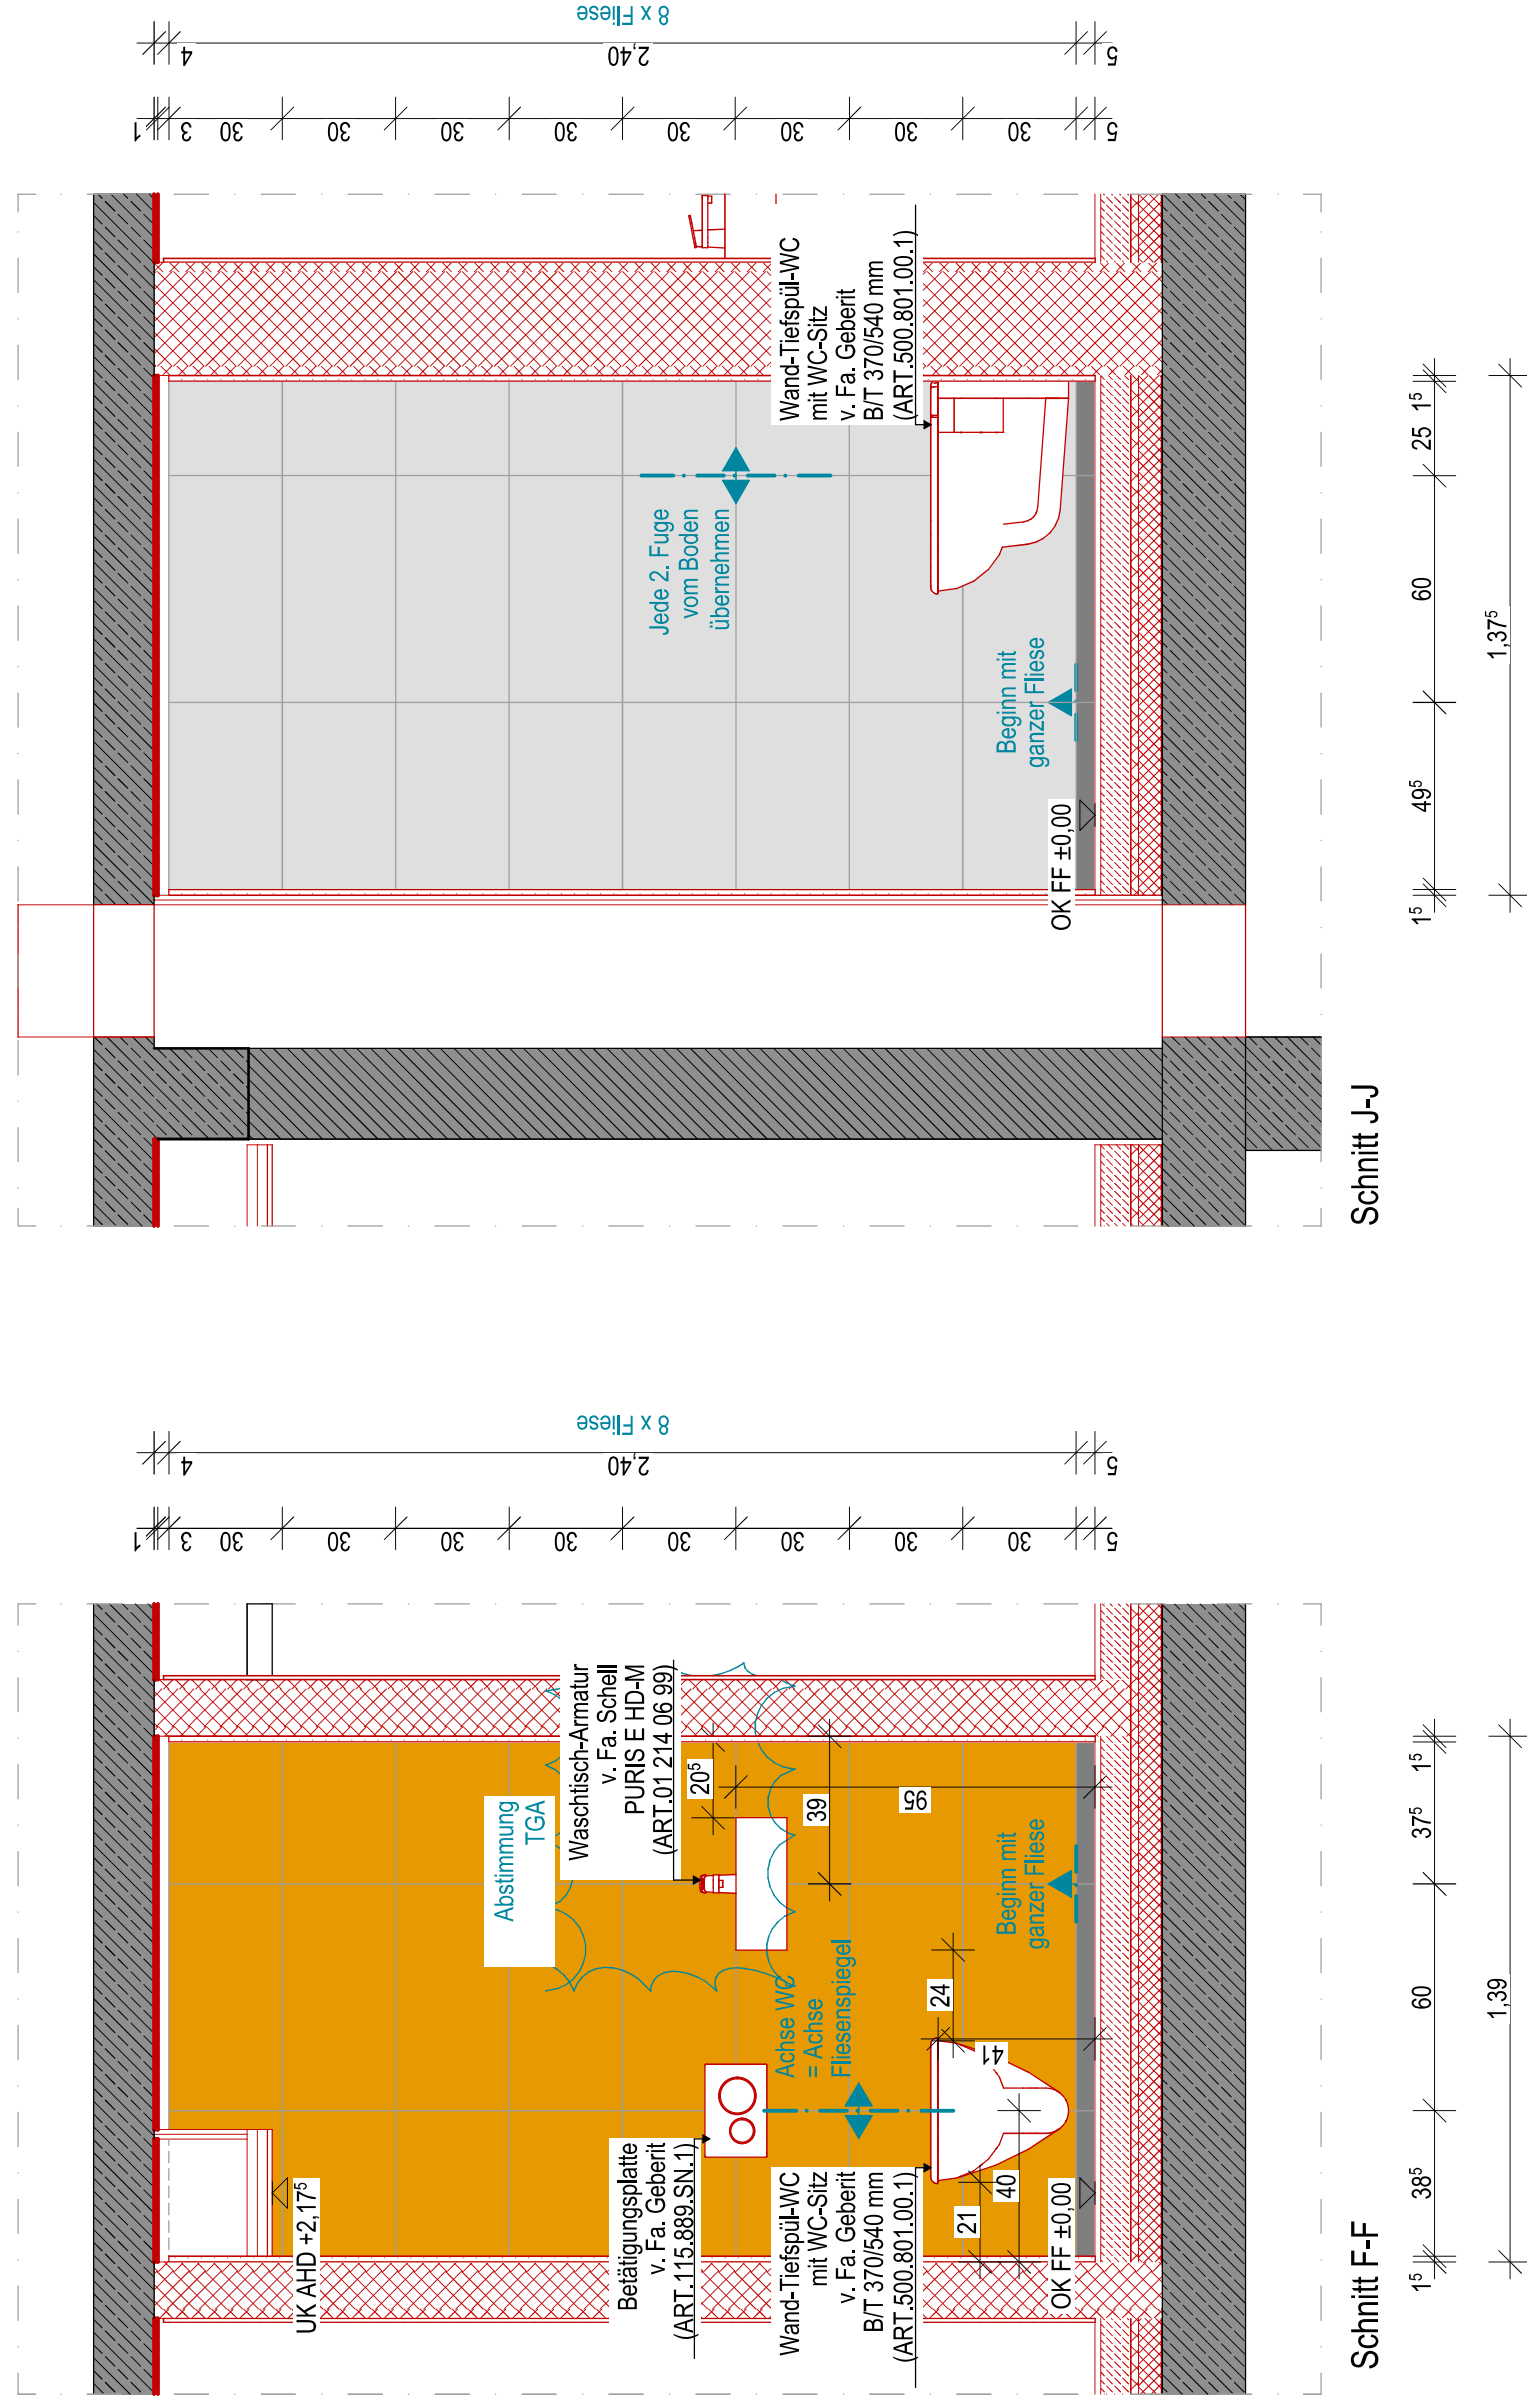 Schnitt F-F
UK AHD +2,17⁵
Betätigungsplatte
v. Fa. Geberit
(ART.115.889.SN.1)
Wand-Tiefspül-WC
mit WC-Sitz
v. Fa. Geberit
B/T 370/540 mm
(ART.500.801.00.1)
OK FF ±0,00
21
40
41
24
Achse WC
= Achse
Fliesenspiegel
Abstimmung
TGA
Waschtisch-Armatur
v. Fa. Schell
PURIS E HD-M
(ART.01 214 06 99)
20⁵
39
95
Beginn mit
ganzer Fliese
1⁵
38⁵
60
37⁵
1⁵
1,39
1
3
30
30
30
30
30
30
30
30
5
4
2,40
5
8 x Fliese
Schnitt J-J
OK FF ±0,00
Beginn mit
ganzer Fliese
Jede 2. Fuge
vom Boden
übernehmen
Wand-Tiefspül-WC
mit WC-Sitz
v. Fa. Geberit
B/T 370/540 mm
(ART.500.801.00.1)
1⁵
49⁵
60
25
1⁵
1,37⁵
1
3
30
30
30
30
30
30
30
30
5
4
2,40
5
8 x Fliese